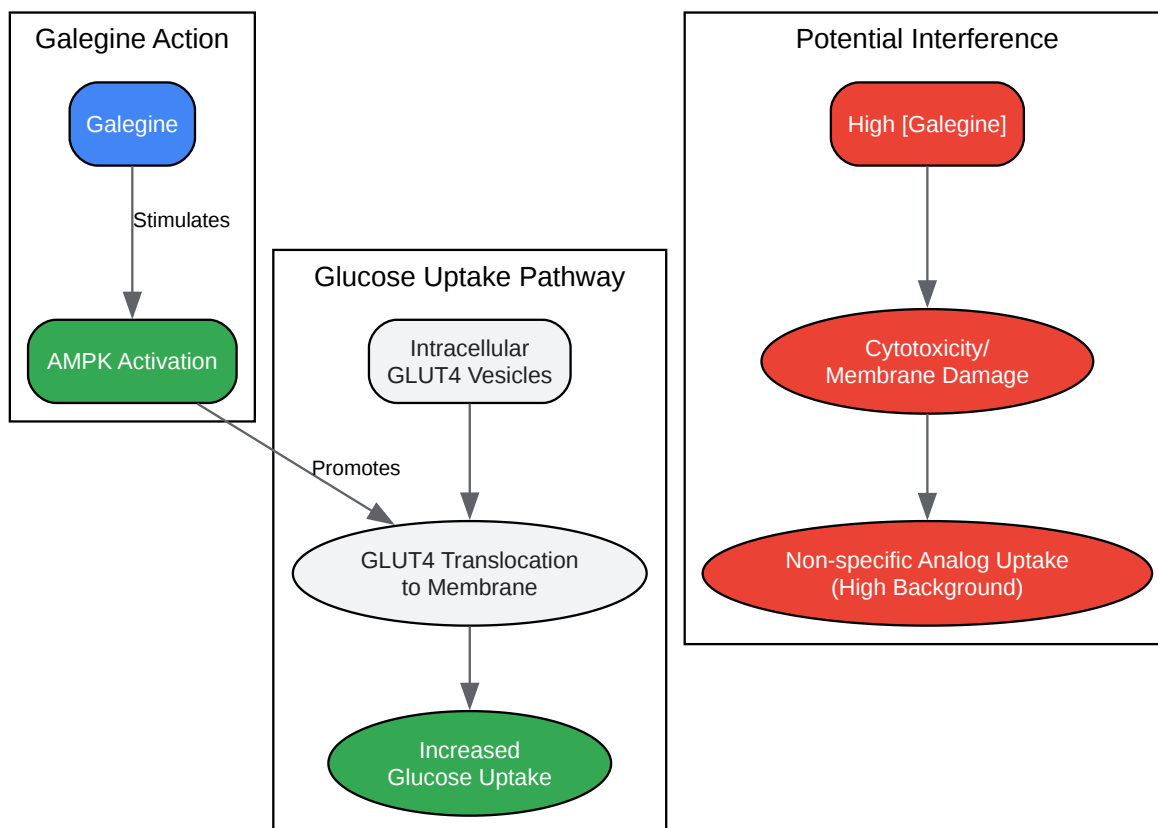 Galegine Action
Galegine
Stimulates
AMPK Activation
Promotes
Glucose Uptake Pathway
Intracellular
GLUT4 Vesicles
GLUT4 Translocation
to Membrane
Increased
Glucose Uptake
Potential Interference
High [Galegine]
Cytotoxicity/
Membrane Damage
Non-specific Analog Uptake
(High Background)